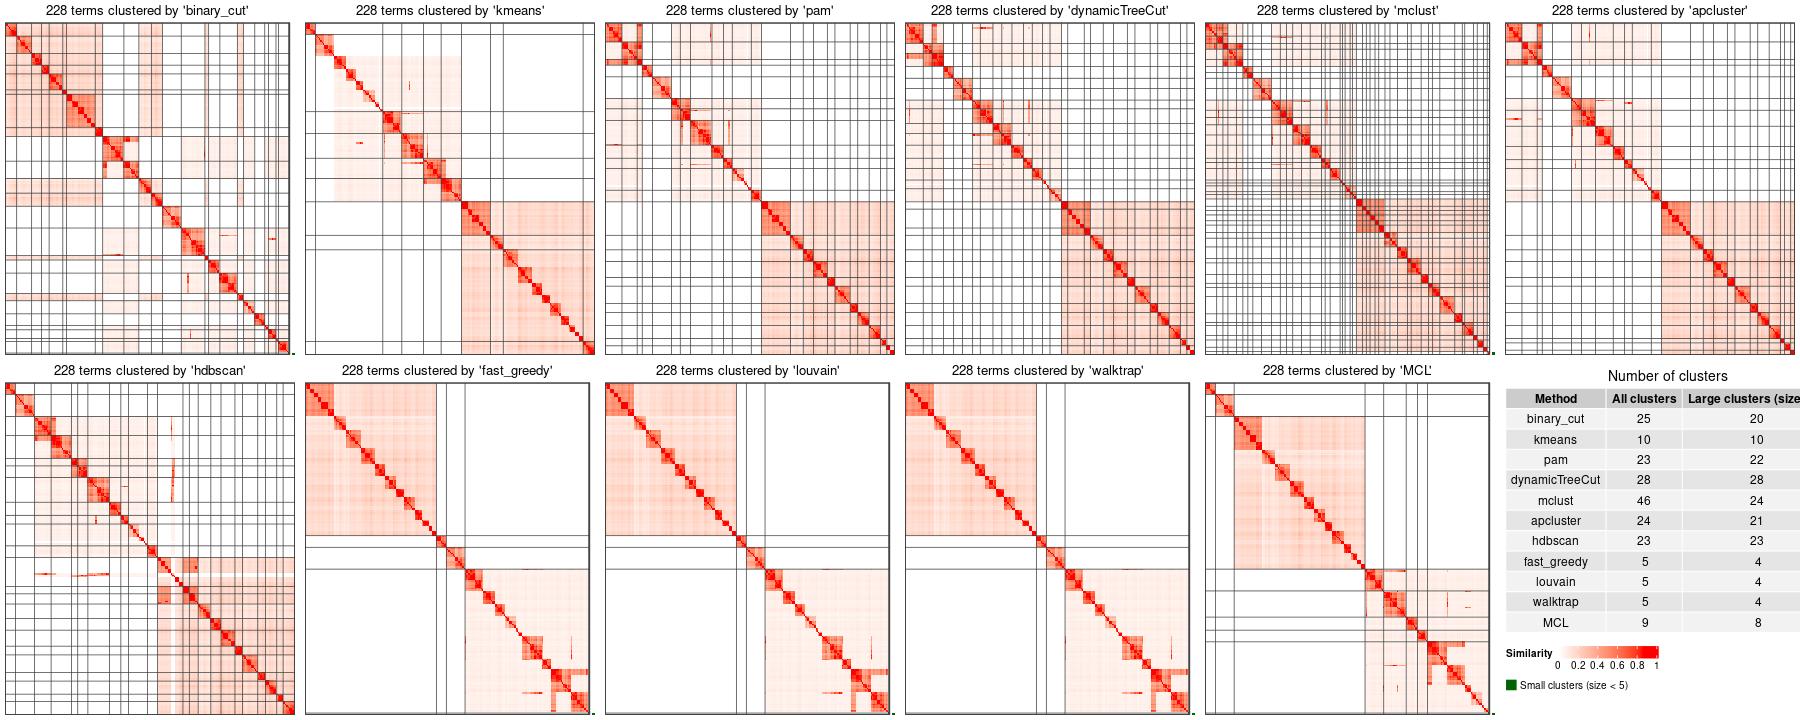 228 terms clustered by 'binary_cut'
228 terms clustered by 'kmeans'
228 terms clustered by 'pam'
228 terms clustered by 'dynamicTreeCut'
228 terms clustered by 'mclust'
228 terms clustered by 'apcluster'
228 terms clustered by 'hdbscan'
228 terms clustered by 'fast_greedy'
228 terms clustered by 'louvain'
228 terms clustered by 'walktrap'
228 terms clustered by 'MCL'
Number of clusters
Method All clusters Large clusters (size
binary_cut 25 20
kmeans 10 10
pam 23 22
dynamicTreeCut 28 28
mclust 46 24
apcluster 24 21
hdbscan 23 23
fast_greedy 5 4
louvain 5 4
walktrap 5 4
MCL 9 8
Similarity
0 0.2 0.4 0.6 0.8 1
Small clusters (size < 5)